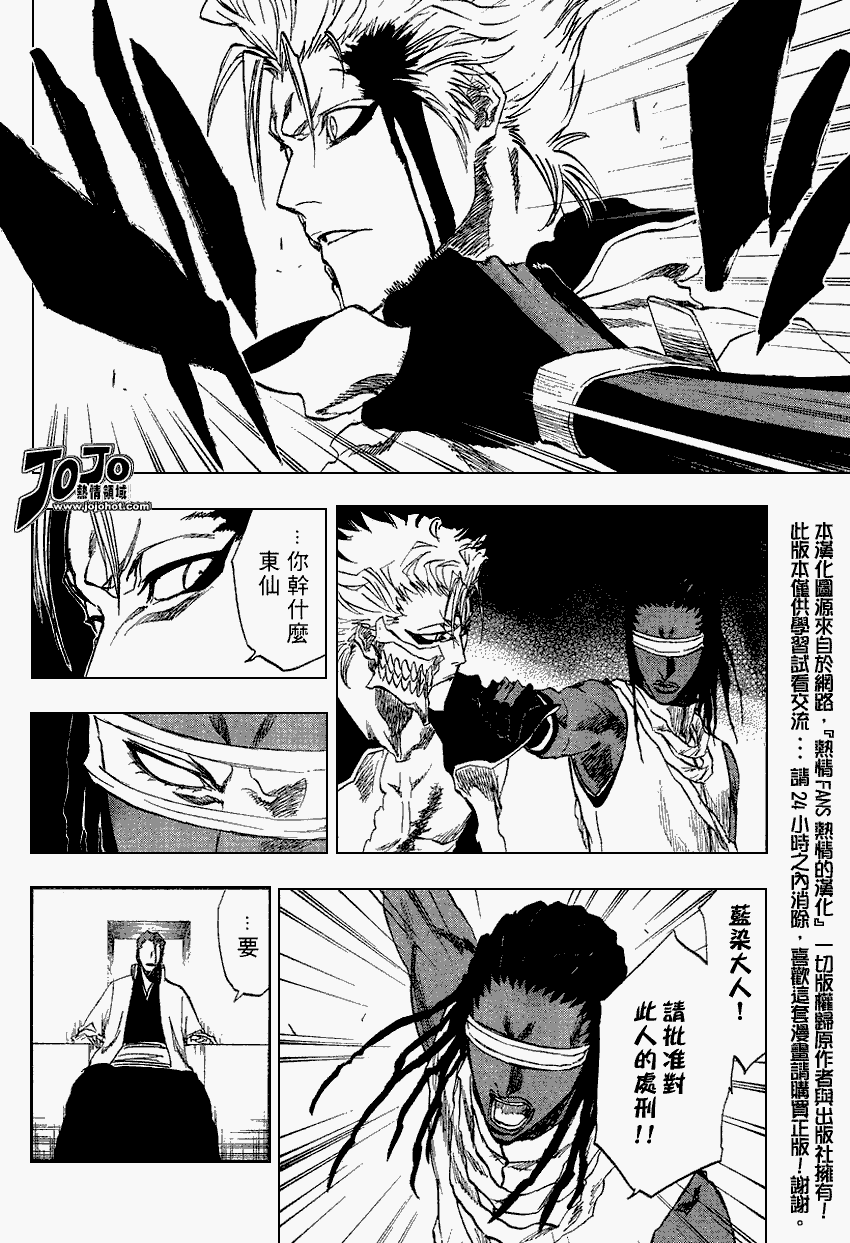 JOJO
熱情領域
www.jojohot.com
…你幹什麼
東仙
藍染大人！
請批准對
此人的處刑!!
…要
本漢化圖源來自於網路，『熱情FANS熱情的漢化』一切版權歸原作者與出版社擁有！
此版本僅供學習試看交流… 請24小時之內消除，喜歡這套漫畫請購買正版！謝謝。